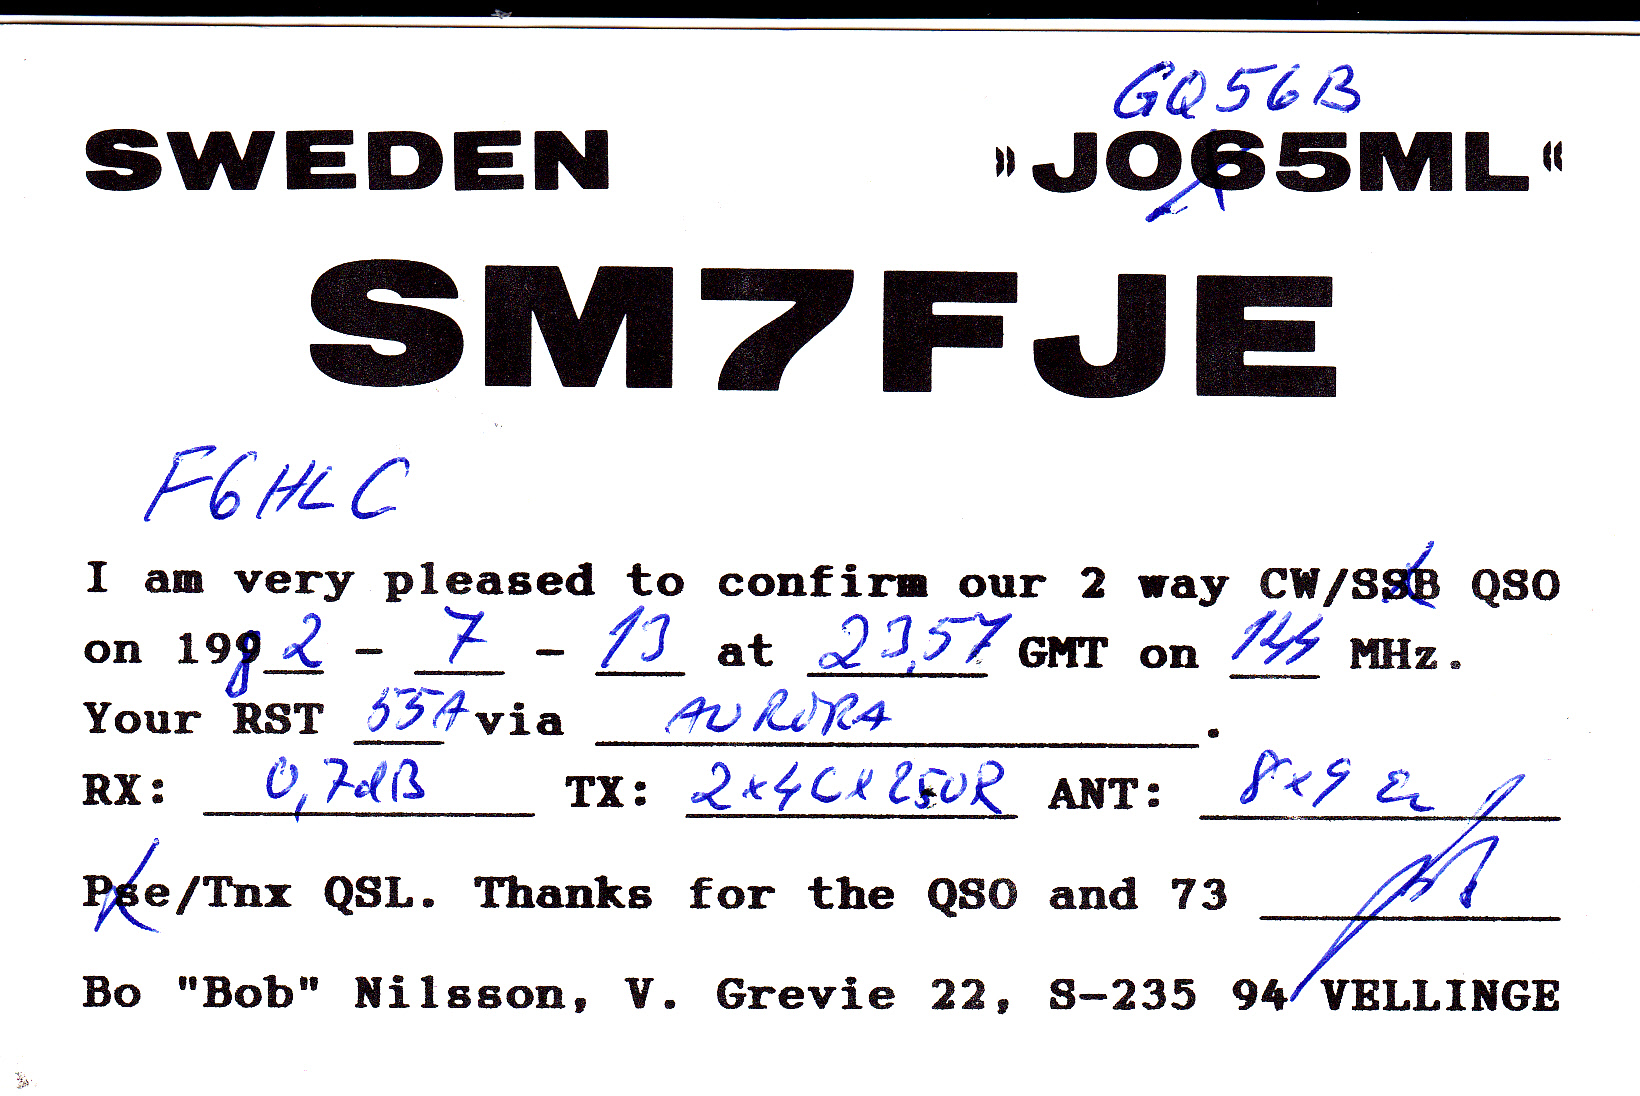 GQ56B
SWEDEN »JO65ML«
SM7FJE
F6HLC
I am very pleased to confirm our 2 way CW/SSB QSO
on 1982 - 7 - 13 at 23,57 GMT on 144 MHz.
Your RST 55A via AURORA.
RX: 0,7dB TX: 2x4CX250R ANT: 8x9 el
Pse/Tnx QSL. Thanks for the QSO and 73
Bo "Bob" Nilsson, V. Grevie 22, S-235 94 VELLINGE